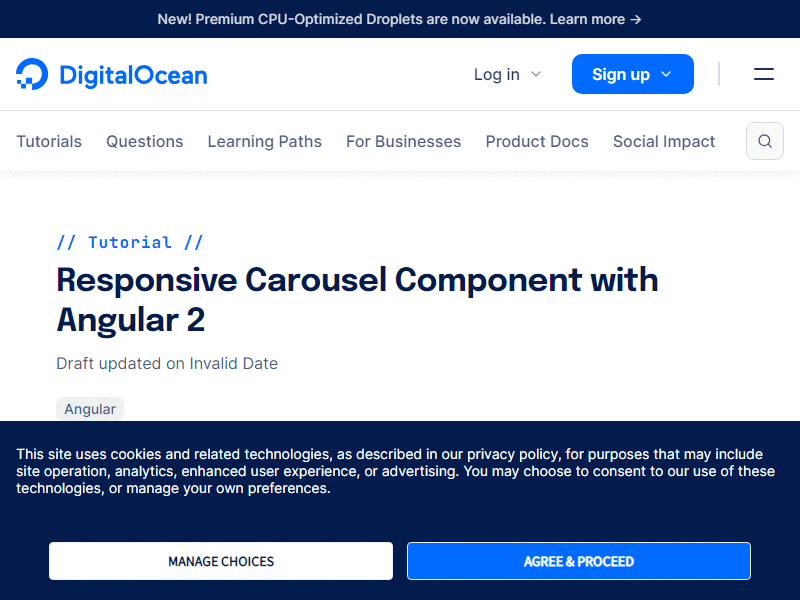 New! Premium CPU-Optimized Droplets are now available. Learn more →
DigitalOcean
Log in
Sign up
Tutorials Questions Learning Paths For Businesses Product Docs Social Impact
// Tutorial //
Responsive Carousel Component with
Angular 2
Draft updated on Invalid Date
Angular
This site uses cookies and related technologies, as described in our privacy policy, for purposes that may include
site operation, analytics, enhanced user experience, or advertising. You may choose to consent to our use of these
technologies, or manage your own preferences.
MANAGE CHOICES
AGREE & PROCEED